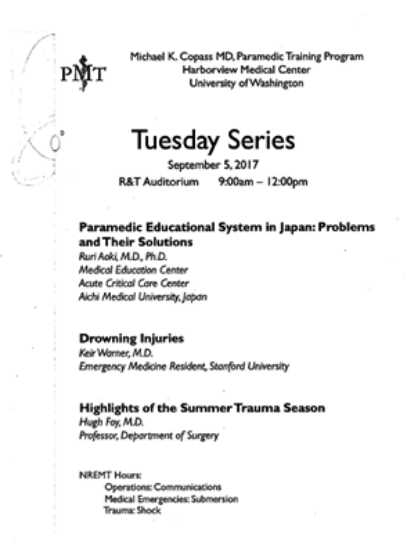 PMT
Michael K. Copass MD, Paramedic Training Program
Harborview Medical Center
University of Washington
Tuesday Series
September 5, 2017
R&T Auditorium 9:00am – 12:00pm
Paramedic Educational System in Japan: Problems
and Their Solutions
Ruri Aoki, M.D., Ph.D.
Medical Education Center
Acute Critical Care Center
Aichi Medical University, Japan
Drowning Injuries
Keir Warner, M.D.
Emergency Medicine Resident, Stanford University
Highlights of the Summer Trauma Season
Hugh Foy, M.D.
Professor, Department of Surgery
NREMT Hours:
Operations: Communications
Medical Emergencies: Submersion
Trauma: Shock